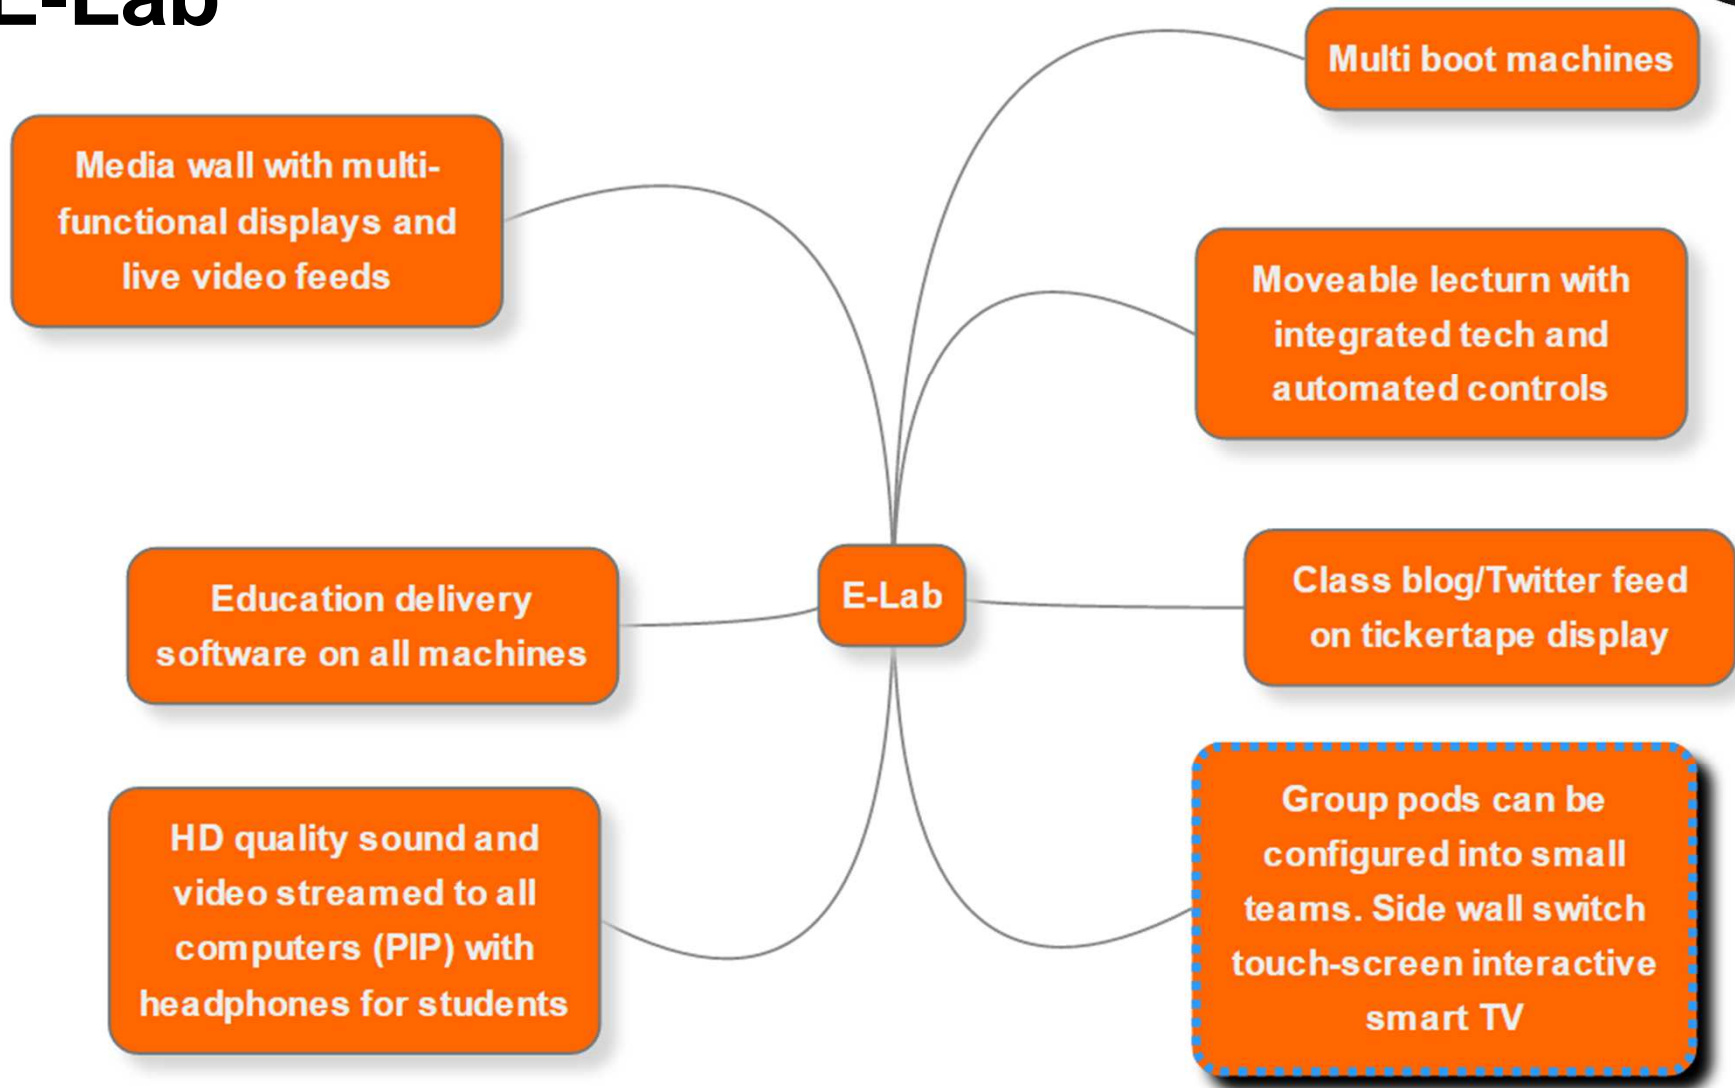 E-Lab
Multi boot machines
Media wall with multi-
functional displays and
live video feeds
Moveable lecturn with
integrated tech and
automated controls
E-Lab
Education delivery
software on all machines
Class blog/Twitter feed
on tickertape display
HD quality sound and
video streamed to all
computers (PIP) with
headphones for students
Group pods can be
configured into small
teams. Side wall switch
touch-screen interactive
smart TV